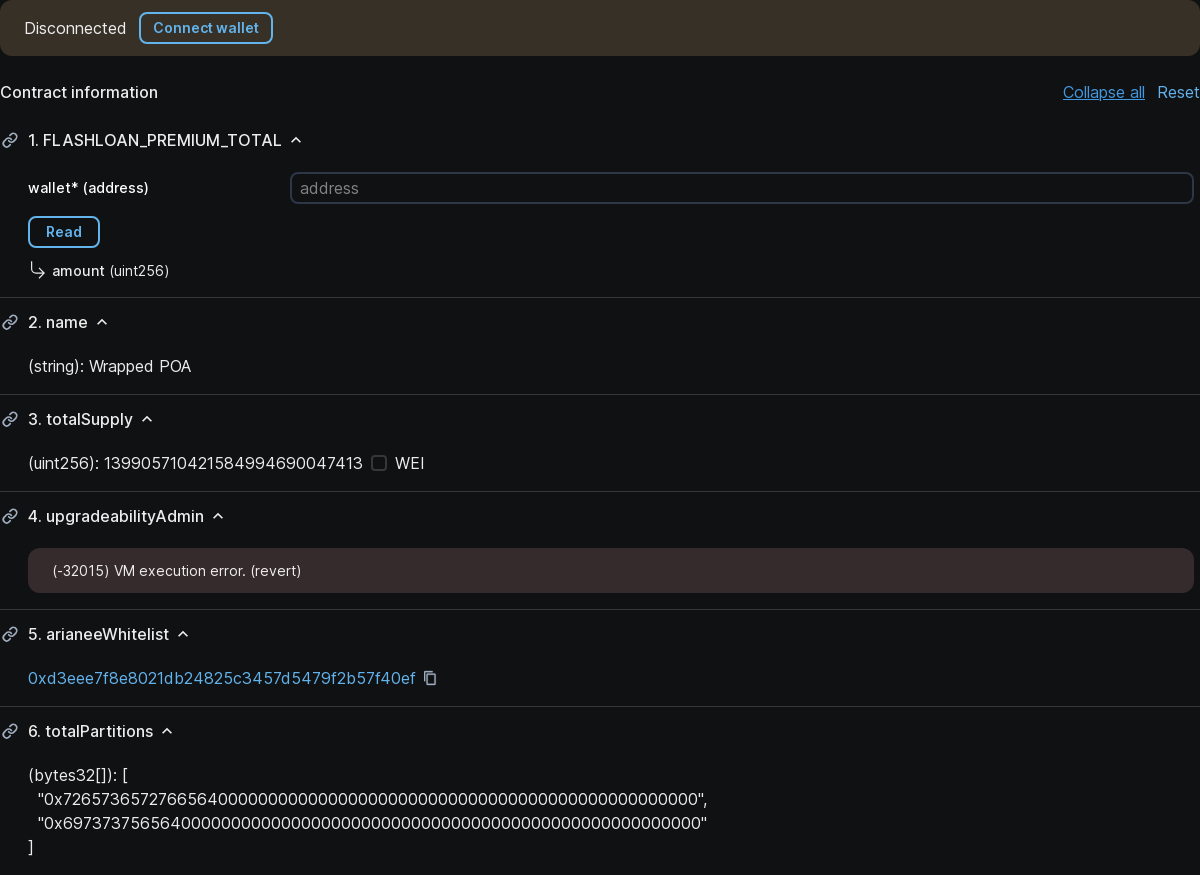 Disconnected Connect wallet
Contract information Collapse all Reset
1. FLASHLOAN_PREMIUM_TOTAL
wallet* (address) address
Read
amount (uint256)
2. name
(string): Wrapped POA
3. totalSupply
(uint256): 139905710421584994690047413 WEI
4. upgradeabilityAdmin
(-32015) VM execution error. (revert)
5. arianeeWhitelist
0xd3eee7f8e8021db24825c3457d5479f2b57f40ef
6. totalPartitions
(bytes32[]): [
"0x7265736572766564000000000000000000000000000000000000000000000000",
"0x6973737565640000000000000000000000000000000000000000000000000000"
]